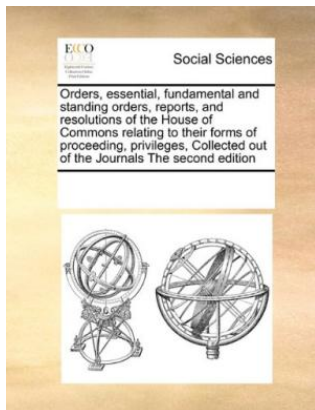 ECCO
Social Sciences
Orders, essential, fundamental and
standing orders, reports, and
resolutions of the House of
Commons relating to their forms of
proceeding, privileges, Collected out
of the Journals The second edition